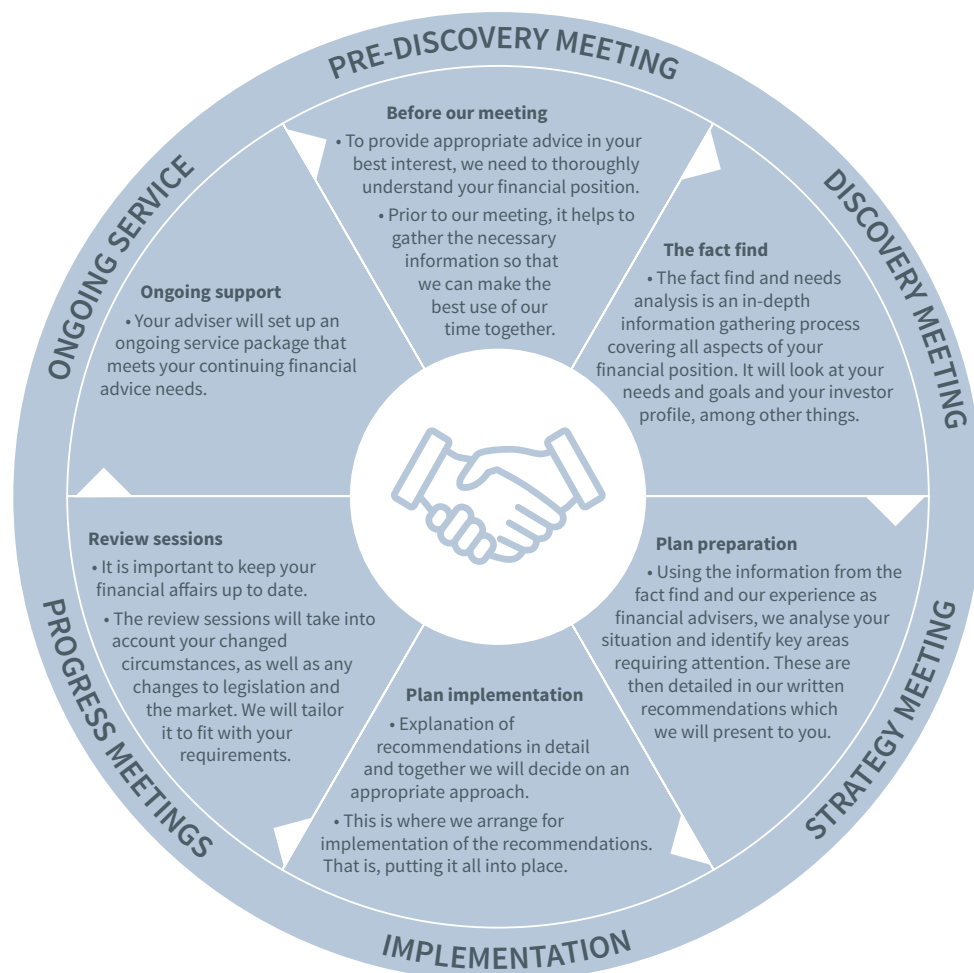 PRE-DISCOVERY MEETING
Before our meeting
• To provide appropriate advice in your
best interest, we need to thoroughly
understand your financial position.
• Prior to our meeting, it helps to
gather the necessary
information so that
we can make the
best use of our
time together.
DISCOVERY MEETING
The fact find
• The fact find and needs
analysis is an in-depth
information gathering process
covering all aspects of your
financial position. It will look at your
needs and goals and your investor
profile, among other things.
STRATEGY MEETING
Plan preparation
• Using the information from the
fact find and our experience as
financial advisers, we analyse your
situation and identify key areas
requiring attention. These are
then detailed in our written
recommendations which
we will present to you.
IMPLEMENTATION
Plan implementation
• Explanation of
recommendations in detail
and together we will decide on an
appropriate approach.
• This is where we arrange for
implementation of the recommendations.
That is, putting it all into place.
PROGRESS MEETINGS
Review sessions
• It is important to keep your
financial affairs up to date.
• The review sessions will take into
account your changed
circumstances, as well as any
changes to legislation and
the market. We will tailor
it to fit with your
requirements.
ONGOING SERVICE
Ongoing support
• Your adviser will set up an
ongoing service package that
meets your continuing financial
advice needs.